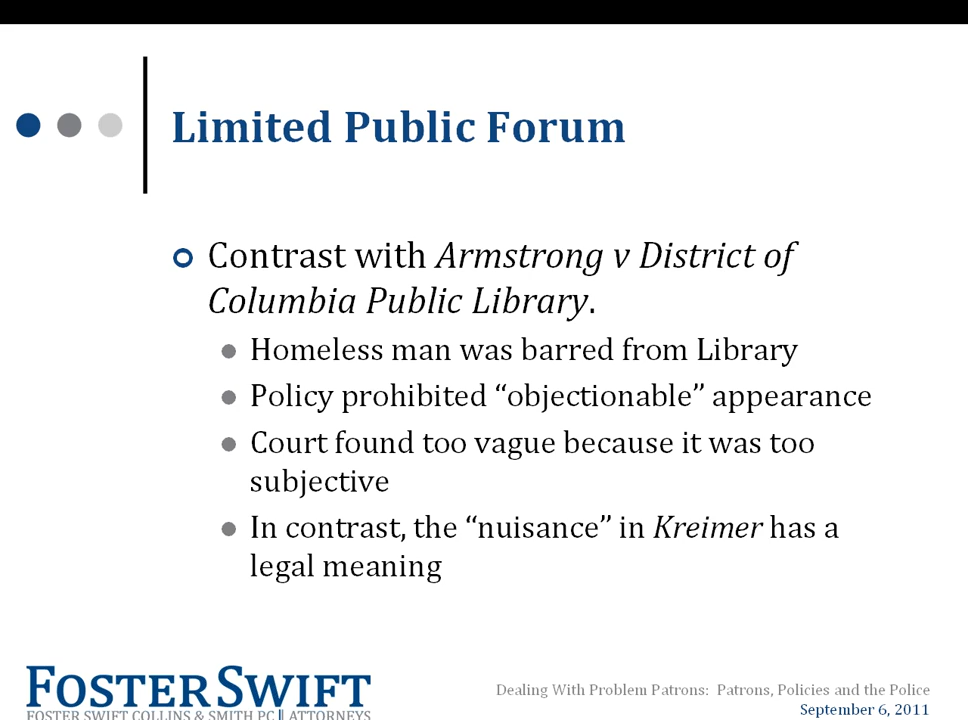 Limited Public Forum
Contrast with Armstrong v District of
Columbia Public Library.
Homeless man was barred from Library
Policy prohibited “objectionable” appearance
Court found too vague because it was too
subjective
In contrast, the “nuisance” in Kreimer has a
legal meaning
FOSTER SWIFT
FOSTER SWIFT COLLINS & SMITH PC || ATTORNEYS
Dealing With Problem Patrons: Patrons, Policies and the Police
September 6, 2011